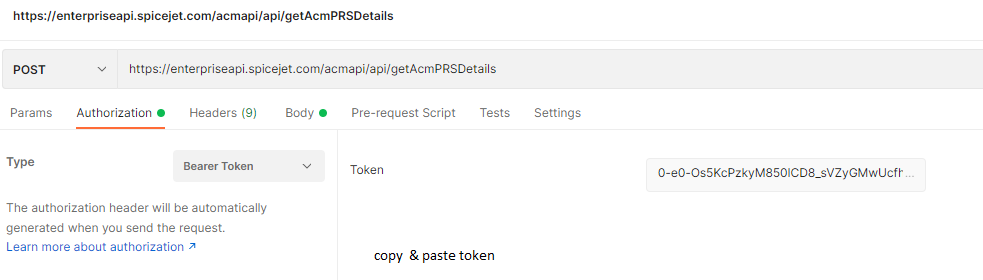 https://enterpriseapi.spicejet.com/acmapi/api/getAcmPRSDetails
POST https://enterpriseapi.spicejet.com/acmapi/api/getAcmPRSDetails
Params Authorization Headers (9) Body Pre-request Script Tests Settings
Type Bearer Token Token 0-e0-Os5KcPzkyM850lCD8_sVZyGMwUcfh...
The authorization header will be automatically
generated when you send the request.
Learn more about authorization ↗
copy & paste token